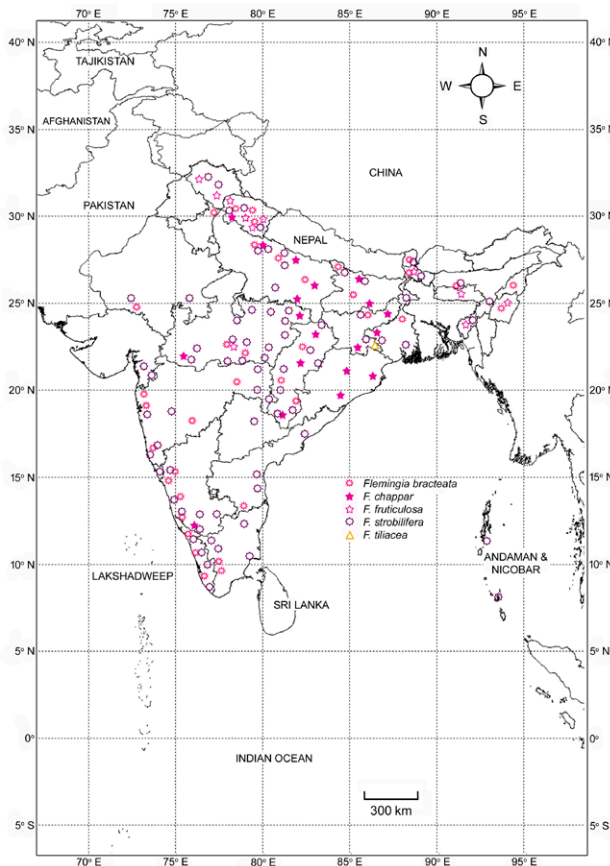 70° E 75° E 80° E 85° E 90° E 95° E
40° N 40° N
TAJIKISTAN
N
W E
S
AFGHANISTAN
35° N 35° N
CHINA
PAKISTAN
30° N 30° N
NEPAL
25° N 25° N
20° N 20° N
15° N 15° N
Flemingia bracteata
F. chappar
F. fruticulosa
F. strobilifera
F. tiliacea
10° N 10° N
LAKSHADWEEP
ANDAMAN &
NICOBAR
SRI LANKA
5° N 5° N
0° 0°
INDIAN OCEAN
300 km
5° S 5° S
70° E 75° E 80° E 85° E 90° E 95° E